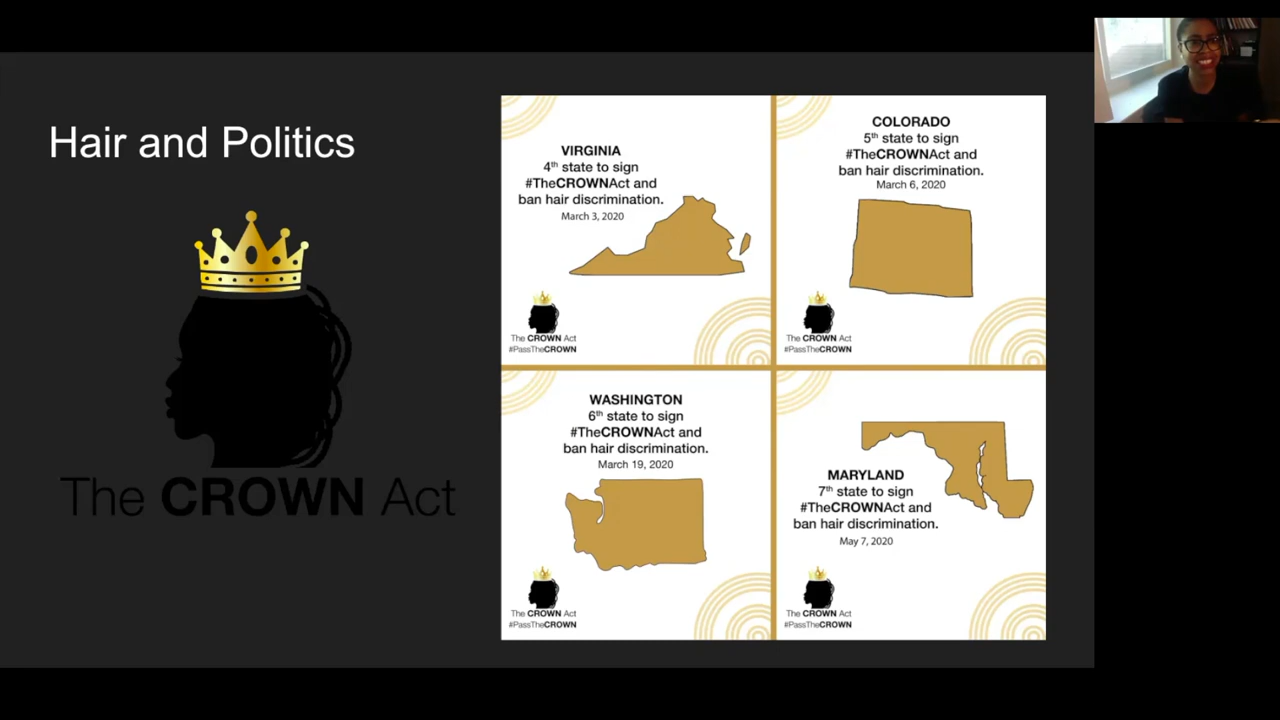 Hair and Politics
The CROWN Act
VIRGINIA
4th state to sign
#TheCROWNAct and
ban hair discrimination.
March 3, 2020
The CROWN Act
#PassTheCROWN
COLORADO
5th state to sign
#TheCROWNAct and
ban hair discrimination.
March 6, 2020
The CROWN Act
#PassTheCROWN
WASHINGTON
6th state to sign
#TheCROWNAct and
ban hair discrimination.
March 19, 2020
The CROWN Act
#PassTheCROWN
MARYLAND
7th state to sign
#TheCROWNAct and
ban hair discrimination.
May 7, 2020
The CROWN Act
#PassTheCROWN